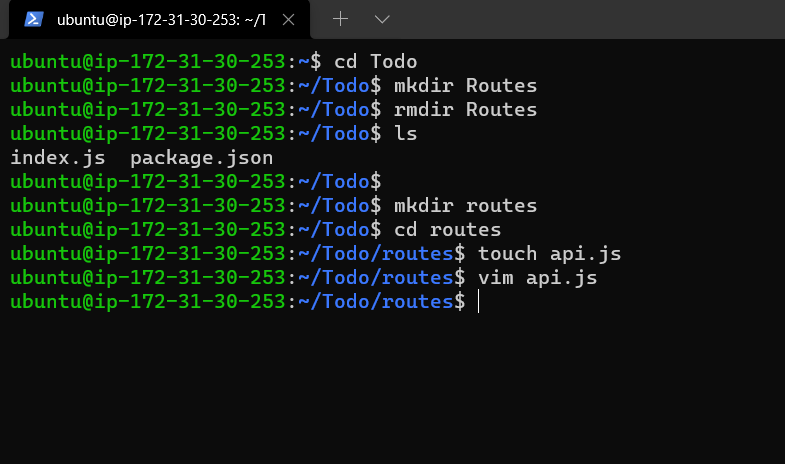 ubuntu@ip-172-31-30-253: ~/T
ubuntu@ip-172-31-30-253:~$ cd Todo
ubuntu@ip-172-31-30-253:~/Todo$ mkdir Routes
ubuntu@ip-172-31-30-253:~/Todo$ rmdir Routes
ubuntu@ip-172-31-30-253:~/Todo$ ls
index.js  package.json
ubuntu@ip-172-31-30-253:~/Todo$
ubuntu@ip-172-31-30-253:~/Todo$ mkdir routes
ubuntu@ip-172-31-30-253:~/Todo$ cd routes
ubuntu@ip-172-31-30-253:~/Todo/routes$ touch api.js
ubuntu@ip-172-31-30-253:~/Todo/routes$ vim api.js
ubuntu@ip-172-31-30-253:~/Todo/routes$